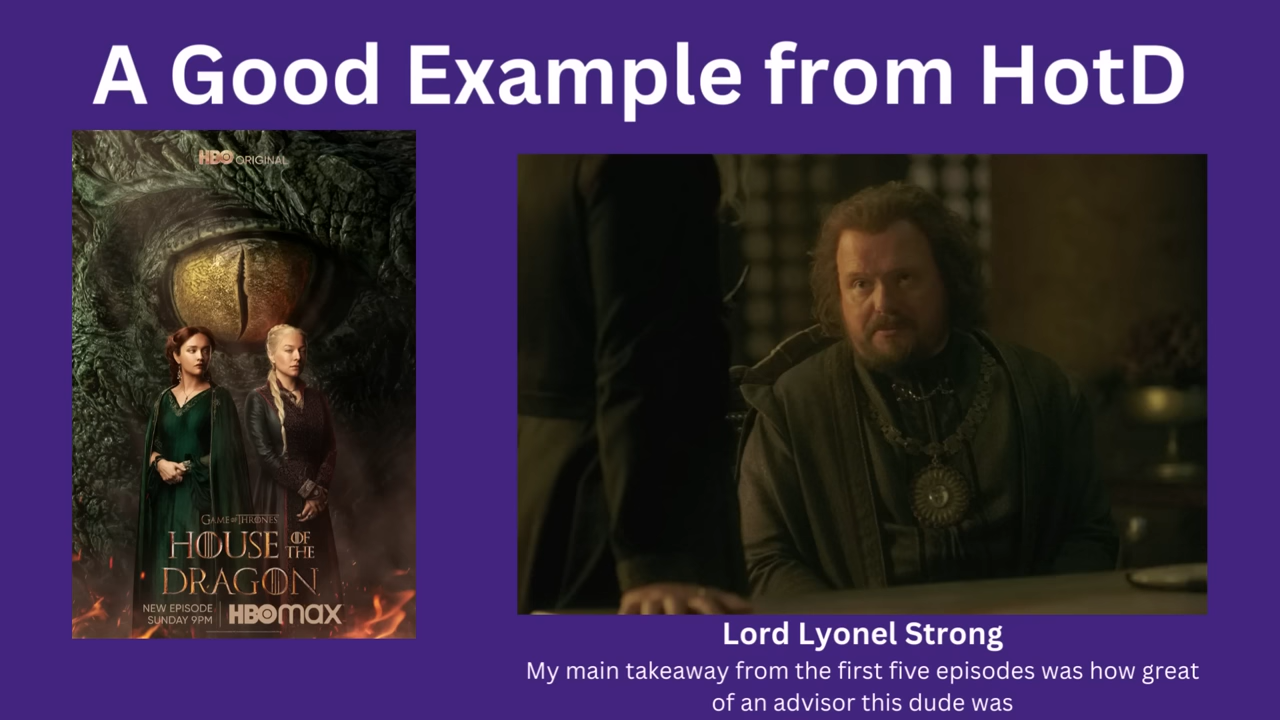 A Good Example from HotD
HBO ORIGINAL
GAME OF THRONES
HOUSE OF THE
DRAGON
NEW EPISODE
SUNDAY 9PM
HBOmax
Lord Lyonel Strong
My main takeaway from the first five episodes was how great
of an advisor this dude was